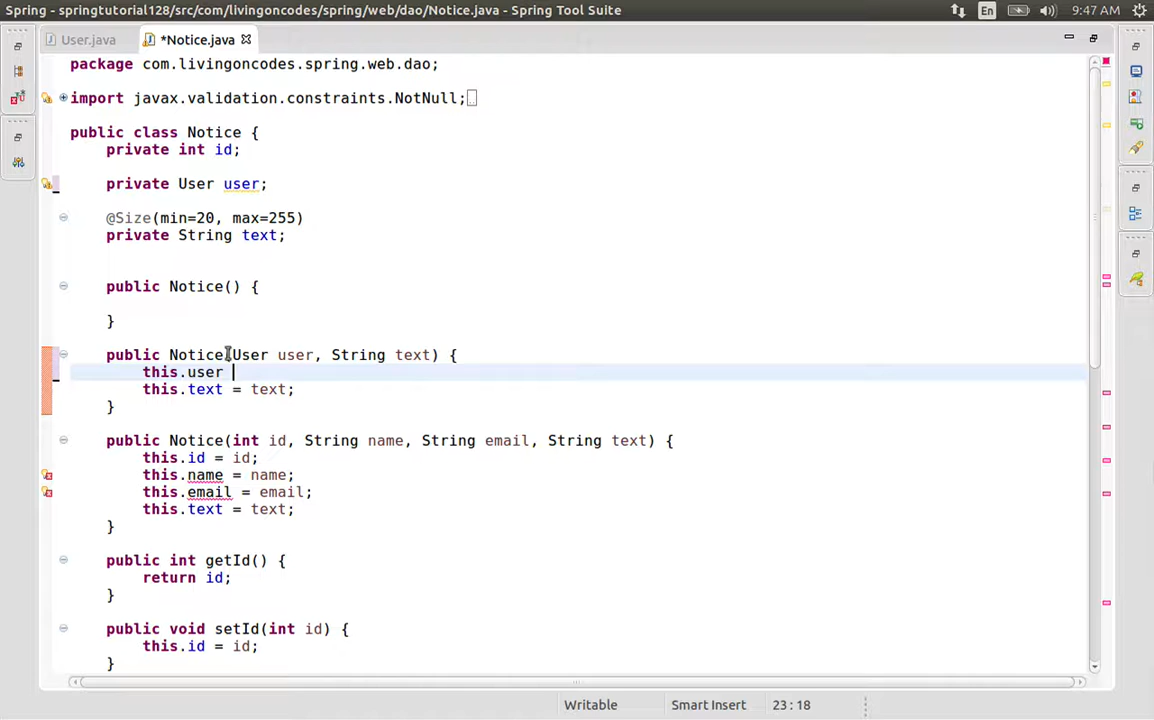 Spring - springtutorial128/src/com/livingoncodes/spring/web/dao/Notice.java - Spring Tool Suite
En
9:47 AM
User.java
*Notice.java
package com.livingoncodes.spring.web.dao;
import javax.validation.constraints.NotNull;
public class Notice {
private int id;
private User user;
@Size(min=20, max=255)
private String text;
public Notice() {
}
public Notice(User user, String text) {
this.user
this.text = text;
}
public Notice(int id, String name, String email, String text) {
this.id = id;
this.name = name;
this.email = email;
this.text = text;
}
public int getId() {
return id;
}
public void setId(int id) {
this.id = id;
}
Writable
Smart Insert
23 : 18